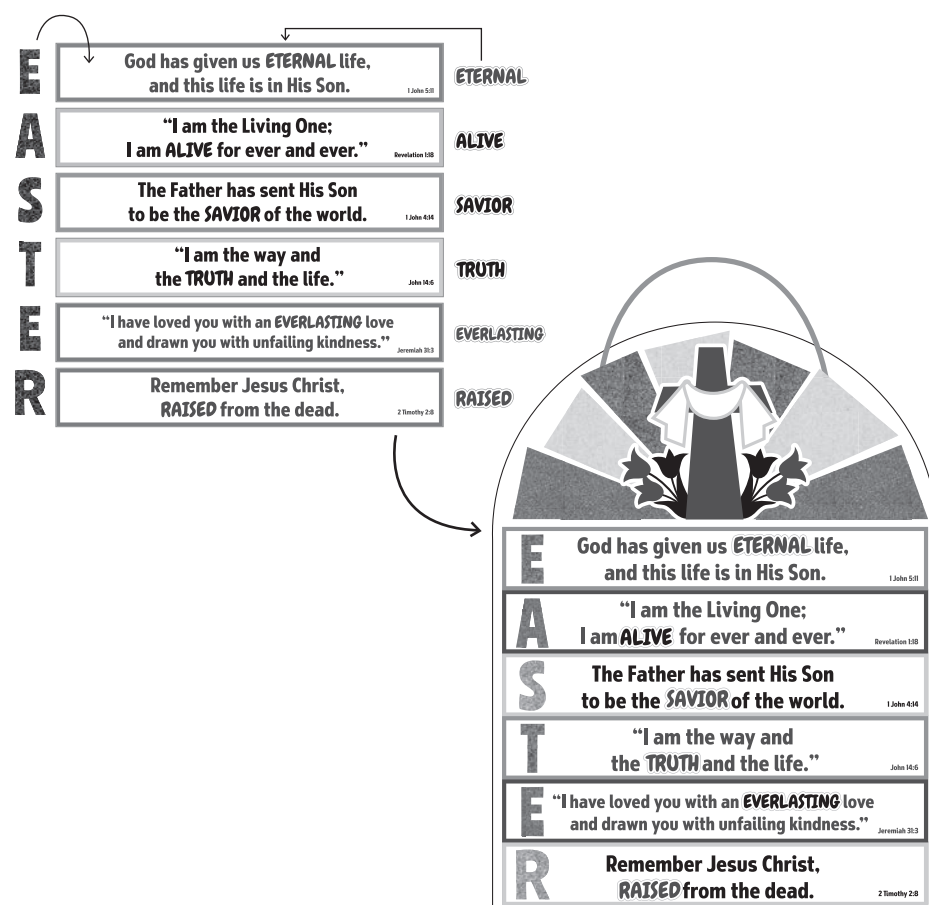 E
God has given us ETERNAL life,
and this life is in His Son.
1 John 5:11
ETERNAL
A
“I am the Living One;
I am ALIVE for ever and ever.”
Revelation 1:18
ALIVE
S
The Father has sent His Son
to be the SAVIOR of the world.
1 John 4:14
SAVIOR
T
“I am the way and
the TRUTH and the life.”
John 14:6
TRUTH
E
“I have loved you with an EVERLASTING love
and drawn you with unfailing kindness.”
Jeremiah 31:3
EVERLASTING
R
Remember Jesus Christ,
RAISED from the dead.
2 Timothy 2:8
RAISED
E
God has given us ETERNAL life,
and this life is in His Son.
1 John 5:11
A
“I am the Living One;
I am ALIVE for ever and ever.”
Revelation 1:18
S
The Father has sent His Son
to be the SAVIOR of the world.
1 John 4:14
T
“I am the way and
the TRUTH and the life.”
John 14:6
E
“I have loved you with an EVERLASTING love
and drawn you with unfailing kindness.”
Jeremiah 31:3
R
Remember Jesus Christ,
RAISED from the dead.
2 Timothy 2:8